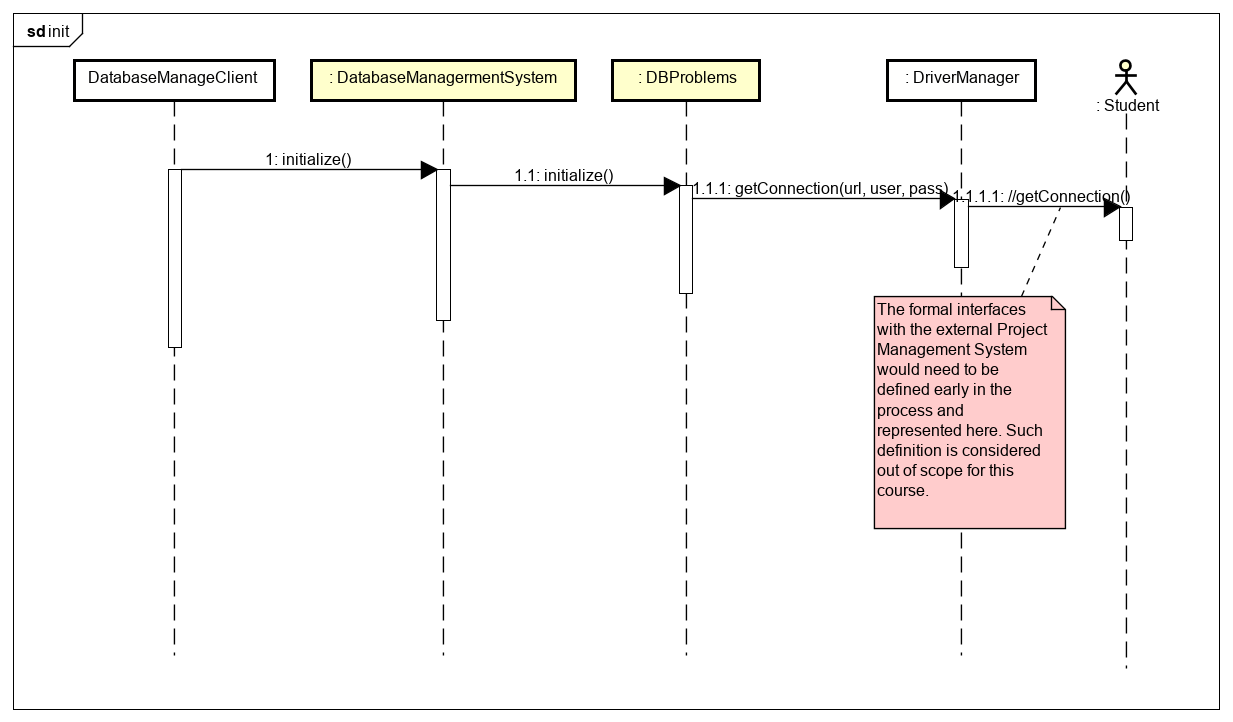 sd init
DatabaseManageClient
: DatabaseManagermentSystem
: DBProblems
: DriverManager
: Student
1: initialize()
1.1: initialize()
1.1.1: getConnection(url, user, pass)
1.1.1.1: //getConnection()
The formal interfaces
with the external Project
Management System
would need to be
defined early in the
process and
represented here. Such
definition is considered
out of scope for this
course.